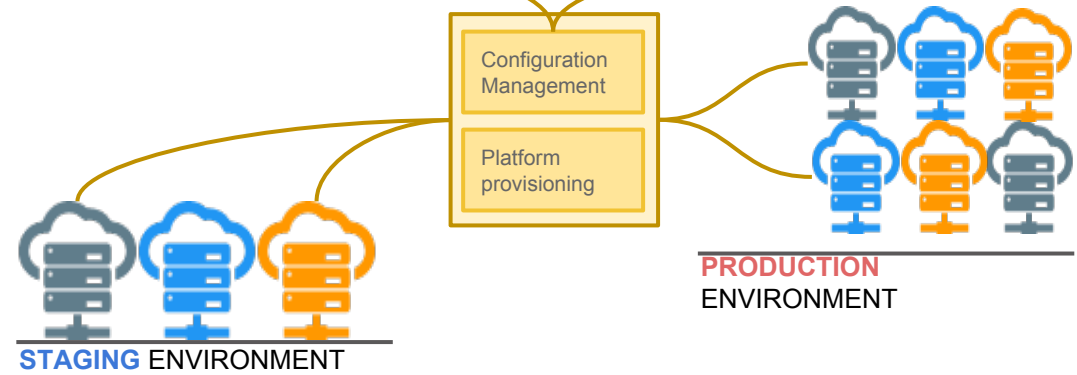 Configuration
Management
Platform
provisioning
PRODUCTION
ENVIRONMENT
STAGING ENVIRONMENT